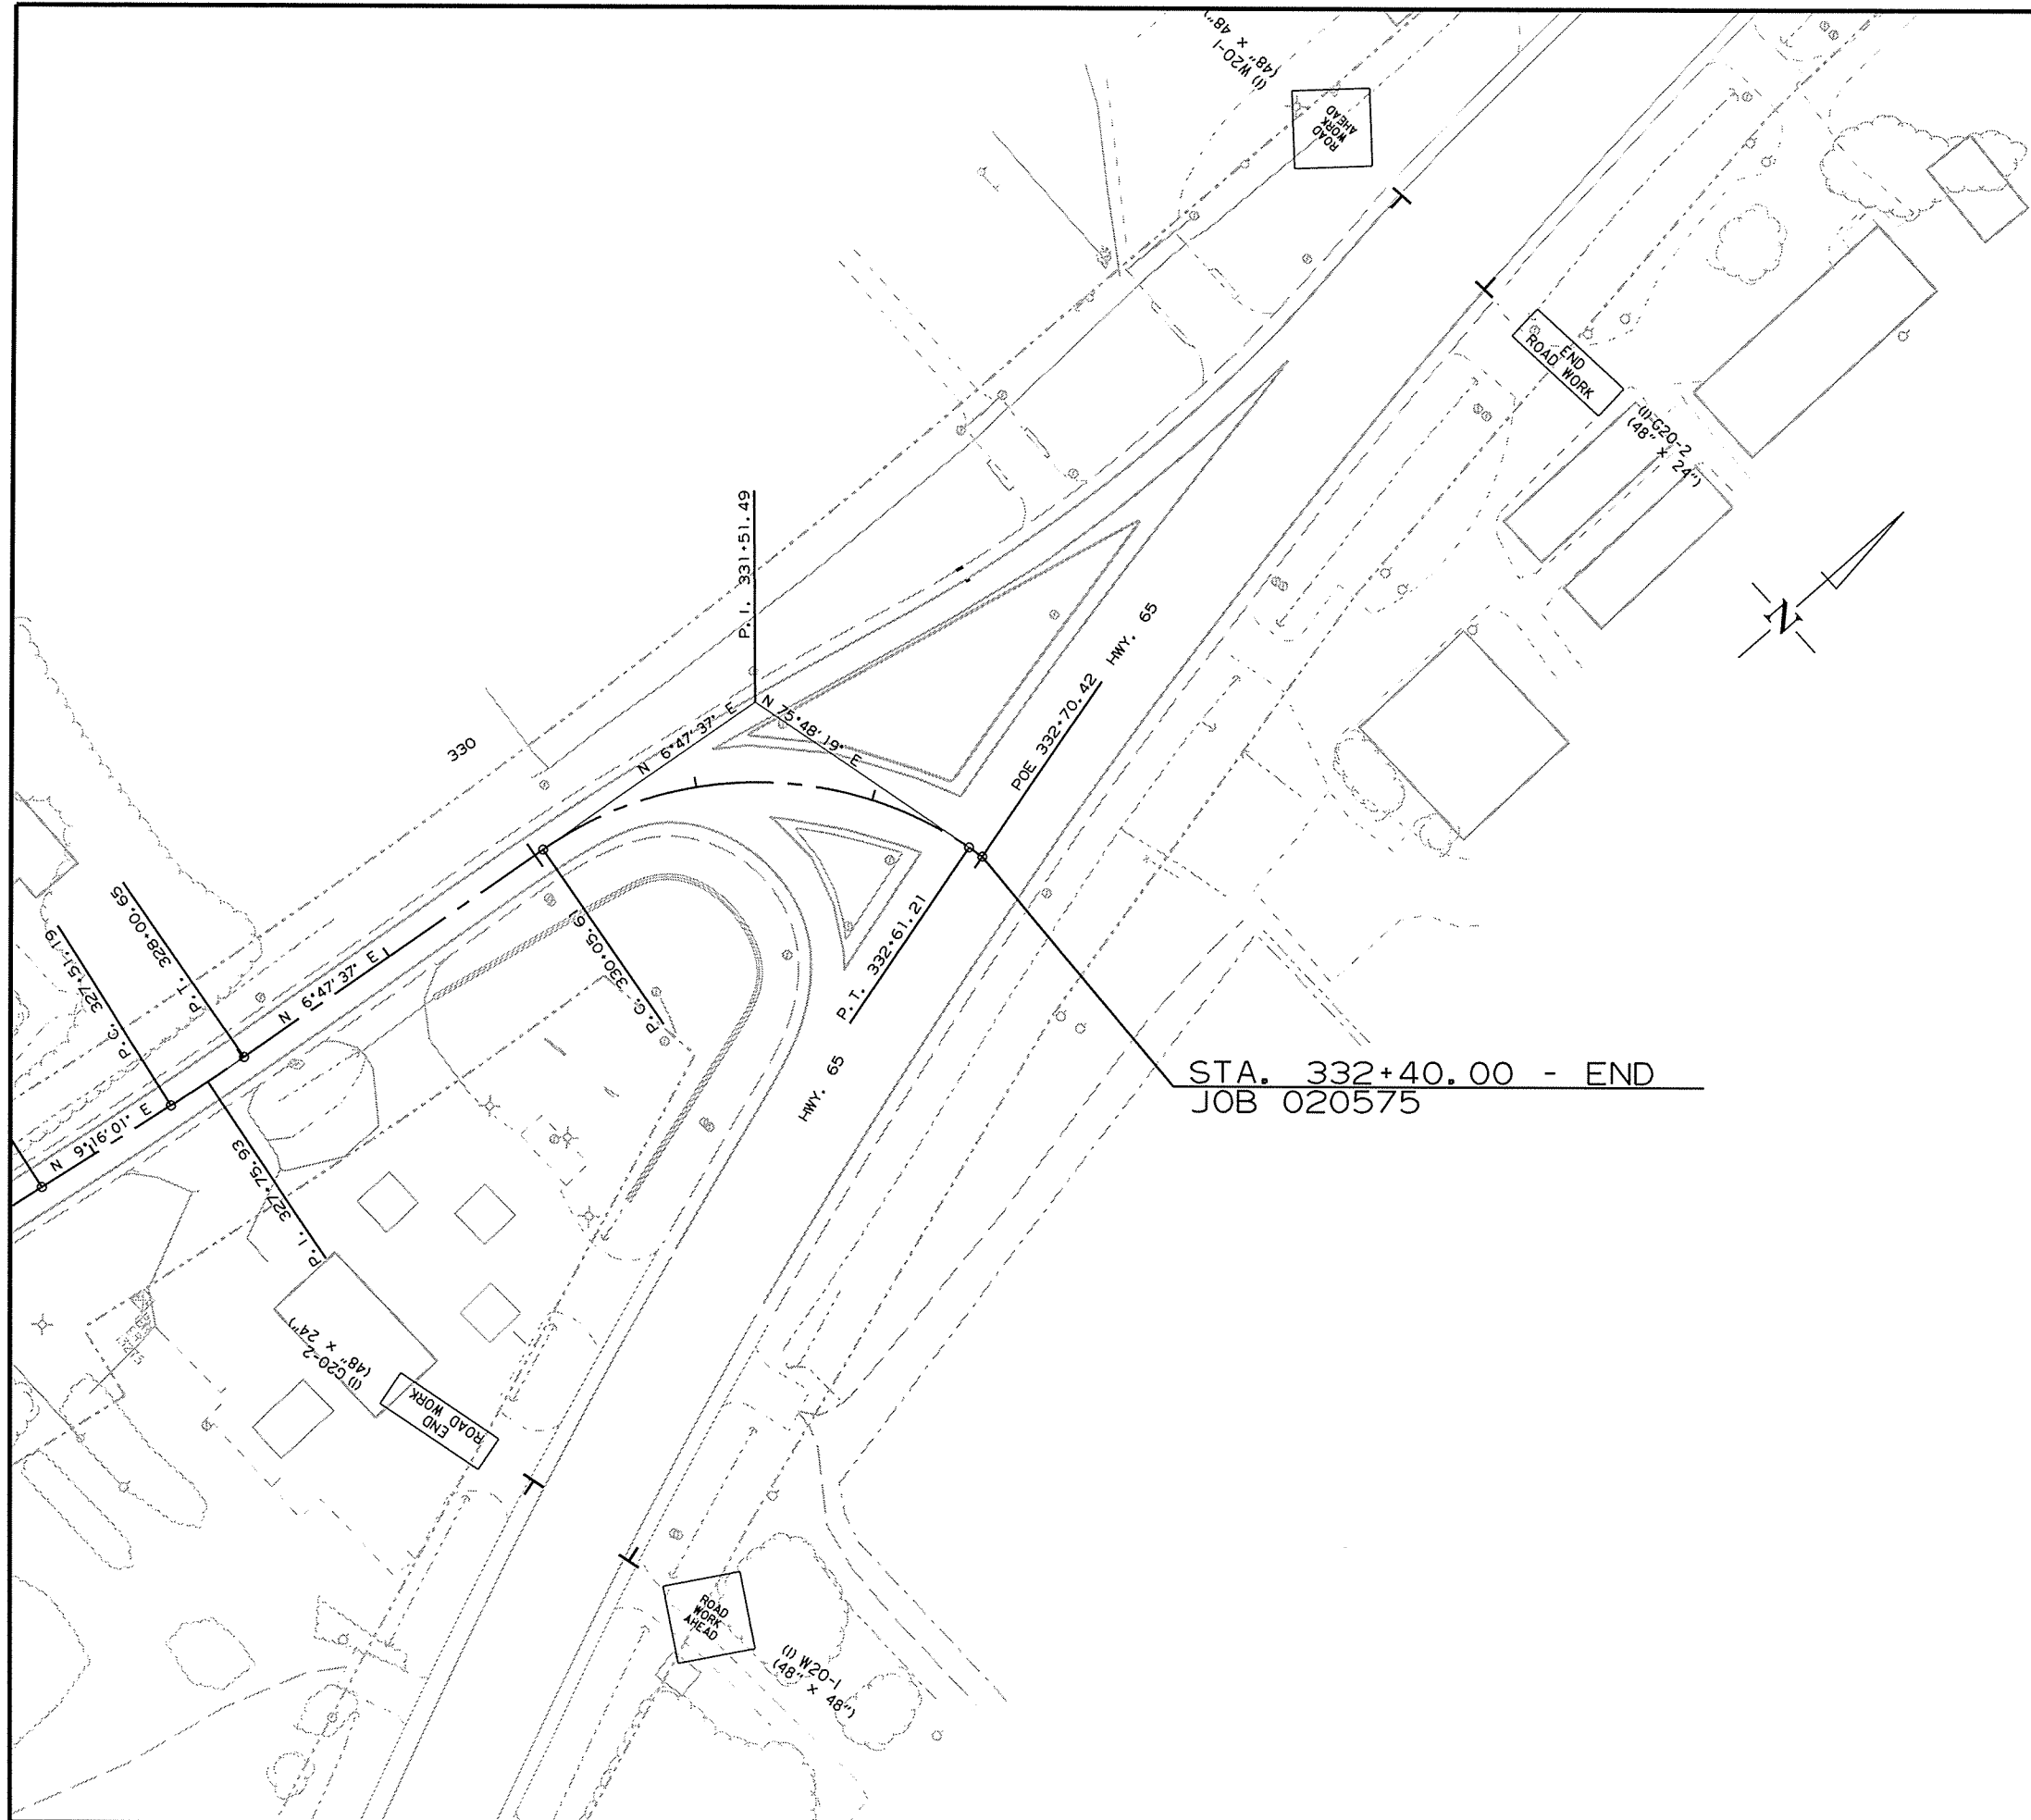 (1) W20-1
(48" x 48")
ROAD
WORK
AHEAD
END
ROAD WORK
(1) G20-2
(48" x 24")
P.I. 331+51.49
N
N 6°47'37" E
N 75°48'19" E
330
POE 332+70.42
HWY. 65
P.T. 328+00.65
P.C. 327+51.19
N 6°47'37" E
P.C. 330+05.61
P.T. 332+61.21
HWY. 65
STA. 332+40.00 - END
JOB 020575
N 9°16'01" E
P.I. 327+75.93
(1) G20-2
(48" x 24")
END
ROAD WORK
ROAD
WORK
AHEAD
(1) W20-1
(48" x 48")